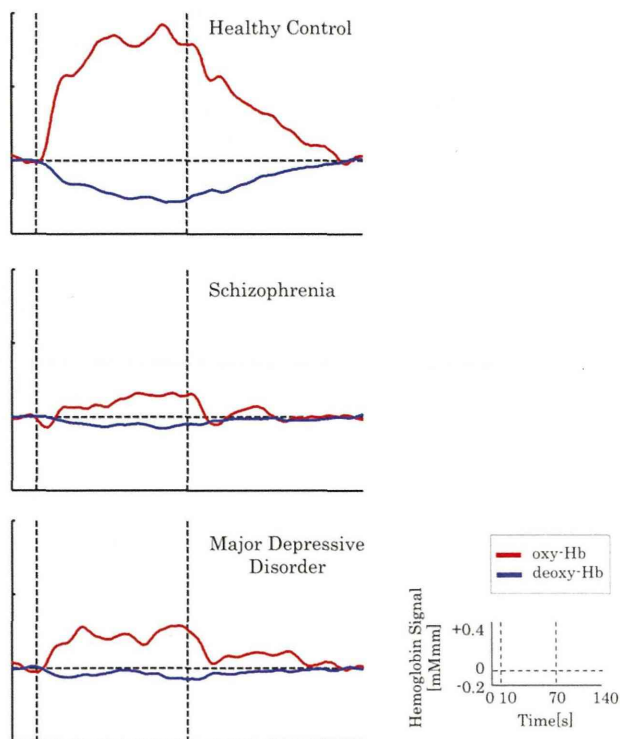 Healthy Control
Schizophrenia
Major Depressive
Disorder
oxy-Hb
deoxy-Hb
Hemoglobin Signal
[mMmm]
+0.4
0
-0.2
0 10 70 140
Time[s]